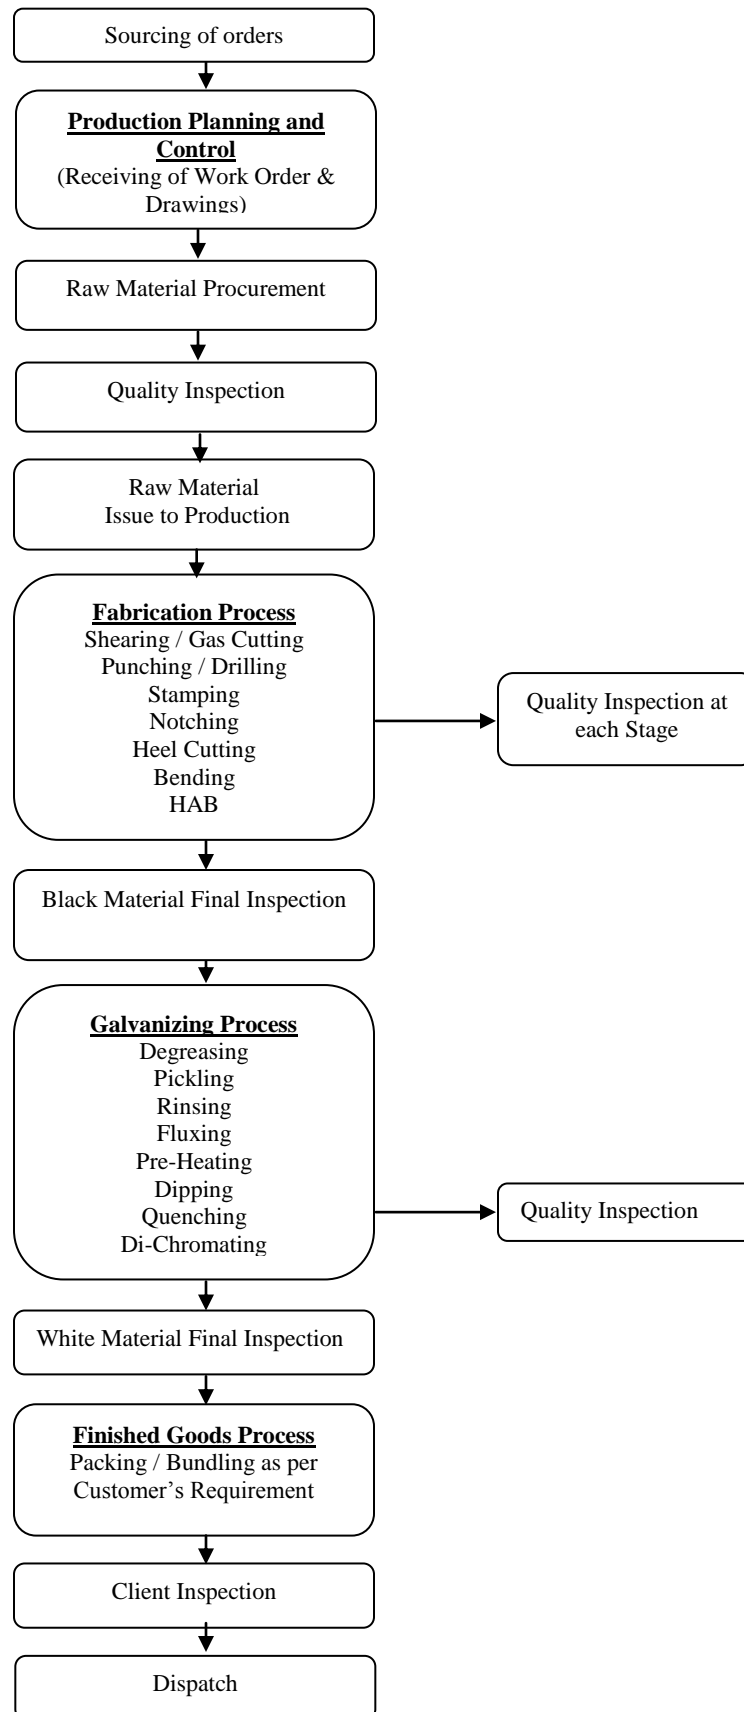 Sourcing of orders
Production Planning and
Control
(Receiving of Work Order &
Drawings)
Raw Material Procurement
Quality Inspection
Raw Material
Issue to Production
Fabrication Process
Shearing / Gas Cutting
Punching / Drilling
Stamping
Notching
Heel Cutting
Bending
HAB
Quality Inspection at
each Stage
Black Material Final Inspection
Galvanizing Process
Degreasing
Pickling
Rinsing
Fluxing
Pre-Heating
Dipping
Quenching
Di-Chromating
Quality Inspection
White Material Final Inspection
Finished Goods Process
Packing / Bundling as per
Customer’s Requirement
Client Inspection
Dispatch